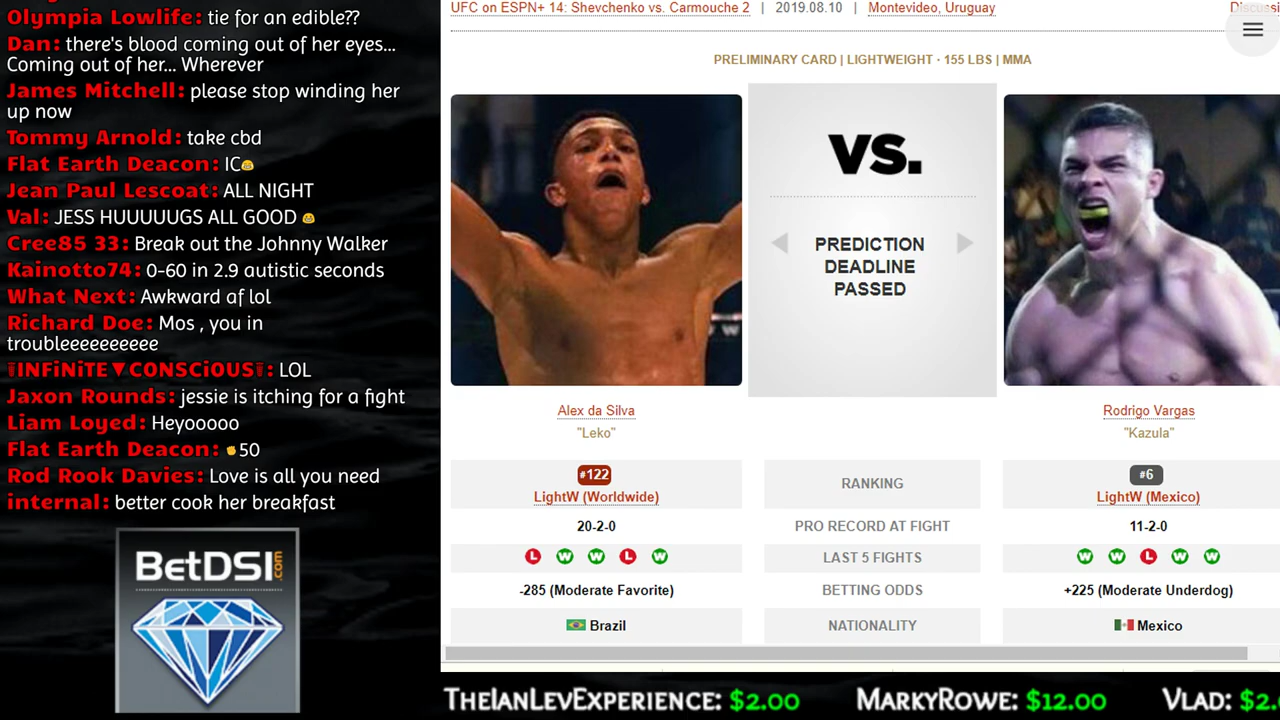 Olympia Lowlife: tie for an edible??
Dan: there's blood coming out of her eyes...
Coming out of her... Wherever
James Mitchell: please stop winding her
up now
Tommy Arnold: take cbd
Flat Earth Deacon: IC
Jean Paul Lescoat: ALL NIGHT
Val: JESS HUUUUUGS ALL GOOD
Cree85 33: Break out the Johnny Walker
Kainotto74: 0-60 in 2.9 autistic seconds
What Next: Awkward af lol
Richard Doe: Mos , you in
troubleeeeeeeeee
INFiNiTE▼CONSCiOUS: LOL
Jaxon Rounds: jessie is itching for a fight
Liam Loyed: Heyooooo
Flat Earth Deacon: 50
Rod Rook Davies: Love is all you need
internal: better cook her breakfast
BetDSI.com
UFC on ESPN+ 14: Shevchenko vs. Carmouche 2 | 2019.08.10 | Montevideo, Uruguay
PRELIMINARY CARD | LIGHTWEIGHT · 155 LBS | MMA
VS.
PREDICTION
DEADLINE
PASSED
Alex da Silva
"Leko"
Rodrigo Vargas
"Kazula"
#122
LightW (Worldwide)
RANKING
#6
LightW (Mexico)
20-2-0
PRO RECORD AT FIGHT
11-2-0
L W W L W
LAST 5 FIGHTS
W W L W W
-285 (Moderate Favorite)
BETTING ODDS
+225 (Moderate Underdog)
Brazil
NATIONALITY
Mexico
TheIanLevExperience: $2.00 MarkyRowe: $12.00 Vlad: $2.